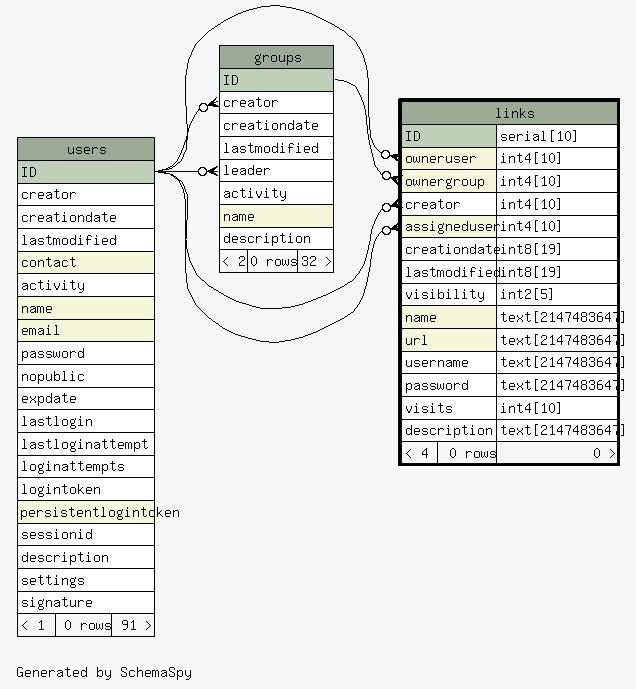 groups
ID
creator
creationdate
lastmodified
leader
activity
name
description
< 2 0 rows 32 >
links
ID serial[10]
owneruser int4[10]
ownergroup int4[10]
creator int4[10]
assigneduser int4[10]
creationdate int8[19]
lastmodified int8[19]
visibility int2[5]
name text[2147483647]
url text[2147483647]
username text[2147483647]
password text[2147483647]
visits int4[10]
description text[2147483647]
< 4 0 rows 0 >
users
ID
creator
creationdate
lastmodified
contact
activity
name
email
password
nopublic
expdate
lastlogin
lastloginattempt
loginattempts
logintoken
persistentlogintoken
sessionid
description
settings
signature
< 1 0 rows 91 >
Generated by SchemaSpy